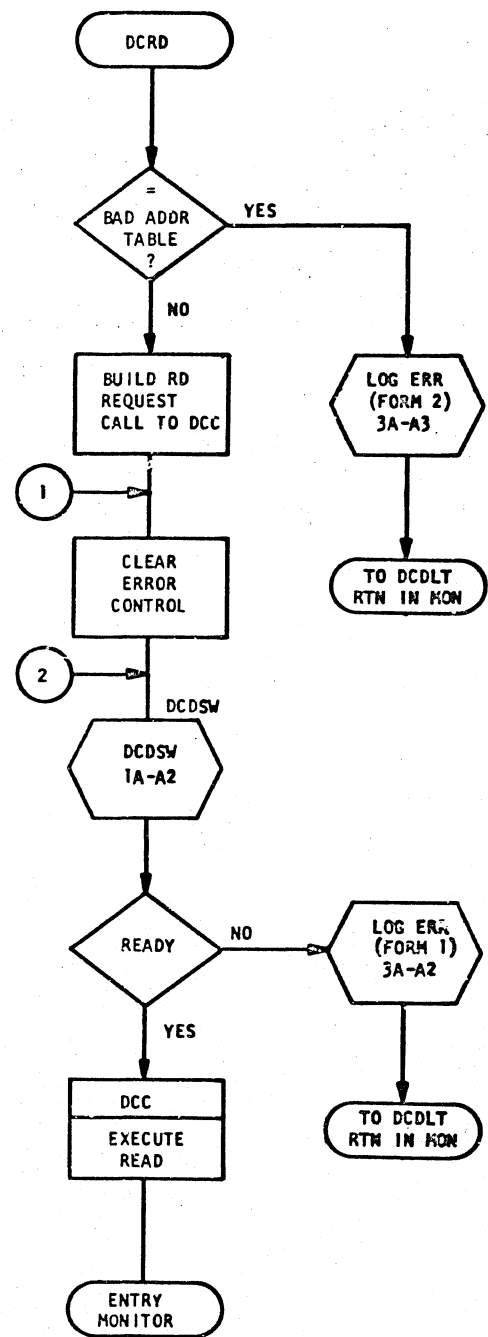 DCRD
=
BAD ADDR
TABLE
?
YES
NO
BUILD RD
REQUEST
CALL TO DCC
LOG ERR
(FORM 2)
3A-A3
1
CLEAR
ERROR
CONTROL
TO DCDLT
RTN IN MON
2
DCDSW
DCDSW
1A-A2
READY
NO
LOG ERR
(FORM 1)
3A-A2
YES
DCC
EXECUTE
READ
TO DCDLT
RTN IN MON
ENTRY
MONITOR